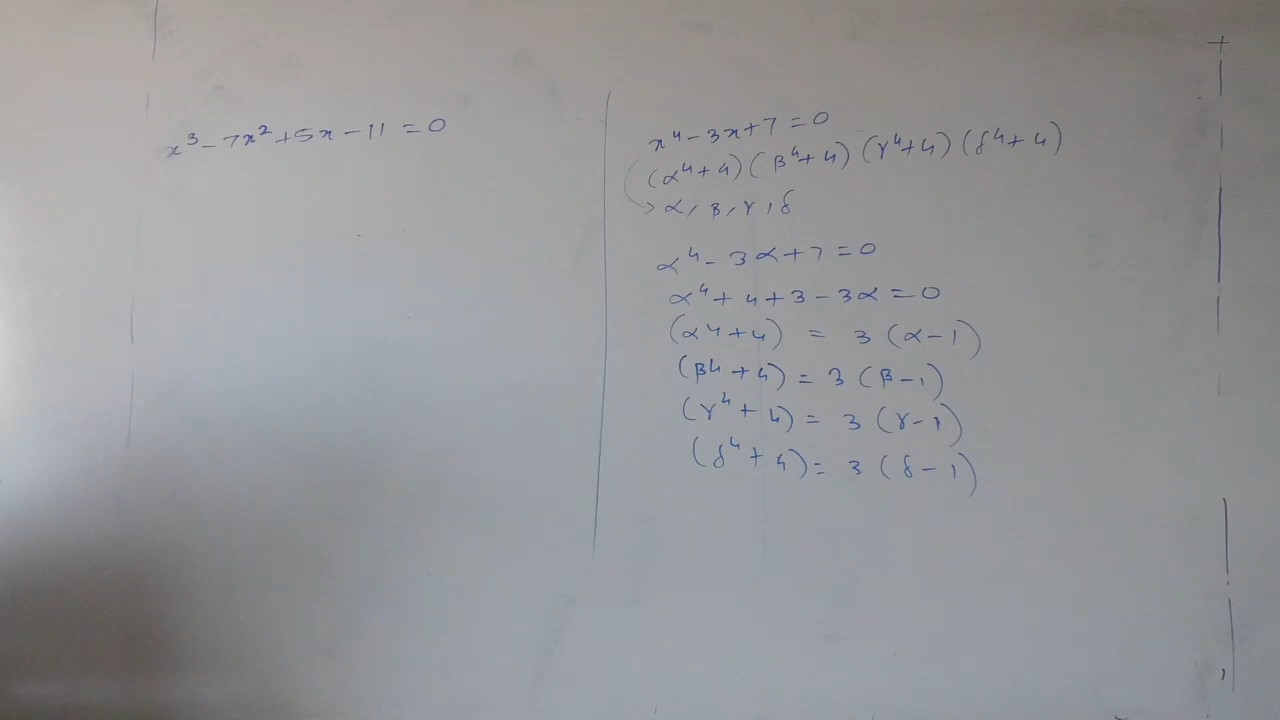 x³ - 7x² + 5x - 11 = 0
x⁴ - 3x + 7 = 0
(α⁴ + 4) (β⁴ + 4) (γ⁴ + 4) (δ⁴ + 4)
α, β, γ, δ
α⁴ - 3α + 7 = 0
α⁴ + 4 + 3 - 3α = 0
(α4 + 4) = 3 (α - 1)
(β4 + 4) = 3 (β - 1)
(γ⁴ + 4) = 3 (γ - 1)
(δ⁴ + 4) = 3 (δ - 1)